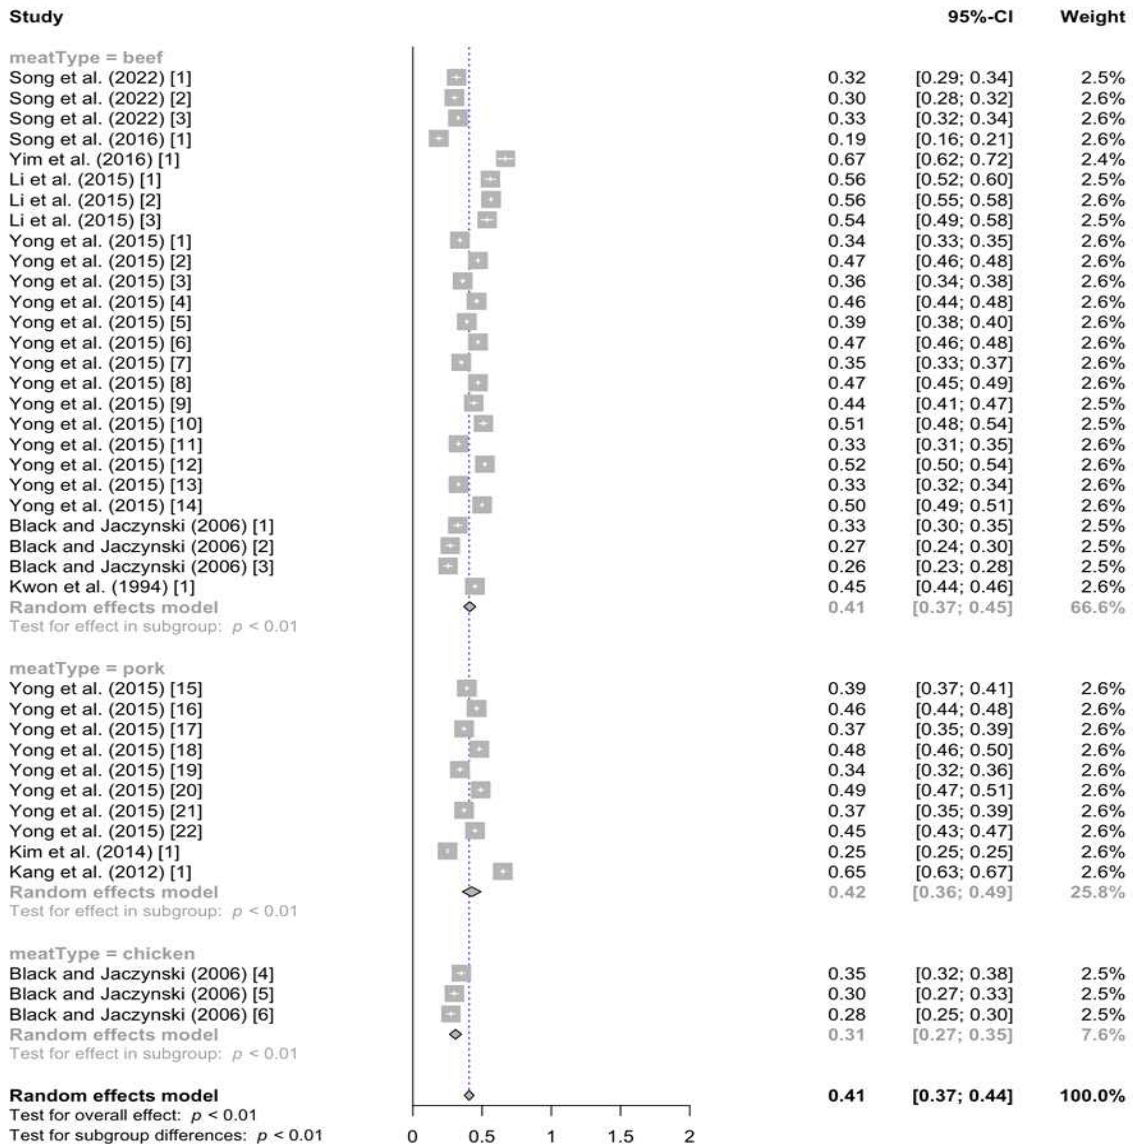 Study 95%-CI Weight
meatType = beef
Song et al. (2022) [1] 0.32 [0.29; 0.34] 2.5%
Song et al. (2022) [2] 0.30 [0.28; 0.32] 2.6%
Song et al. (2022) [3] 0.33 [0.32; 0.34] 2.6%
Song et al. (2016) [1] 0.19 [0.16; 0.21] 2.6%
Yim et al. (2016) [1] 0.67 [0.62; 0.72] 2.4%
Li et al. (2015) [1] 0.56 [0.52; 0.60] 2.5%
Li et al. (2015) [2] 0.56 [0.55; 0.58] 2.6%
Li et al. (2015) [3] 0.54 [0.49; 0.58] 2.5%
Yong et al. (2015) [1] 0.34 [0.33; 0.35] 2.6%
Yong et al. (2015) [2] 0.47 [0.46; 0.48] 2.6%
Yong et al. (2015) [3] 0.36 [0.34; 0.38] 2.6%
Yong et al. (2015) [4] 0.46 [0.44; 0.48] 2.6%
Yong et al. (2015) [5] 0.39 [0.38; 0.40] 2.6%
Yong et al. (2015) [6] 0.47 [0.46; 0.48] 2.6%
Yong et al. (2015) [7] 0.35 [0.33; 0.37] 2.6%
Yong et al. (2015) [8] 0.47 [0.45; 0.49] 2.6%
Yong et al. (2015) [9] 0.44 [0.41; 0.47] 2.5%
Yong et al. (2015) [10] 0.51 [0.48; 0.54] 2.5%
Yong et al. (2015) [11] 0.33 [0.31; 0.35] 2.6%
Yong et al. (2015) [12] 0.52 [0.50; 0.54] 2.6%
Yong et al. (2015) [13] 0.33 [0.32; 0.34] 2.6%
Yong et al. (2015) [14] 0.50 [0.49; 0.51] 2.6%
Black and Jaczynski (2006) [1] 0.33 [0.30; 0.35] 2.5%
Black and Jaczynski (2006) [2] 0.27 [0.24; 0.30] 2.5%
Black and Jaczynski (2006) [3] 0.26 [0.23; 0.28] 2.5%
Kwon et al. (1994) [1] 0.45 [0.44; 0.46] 2.6%
Random effects model 0.41 [0.37; 0.45] 66.6%
Test for effect in subgroup: p < 0.01
meatType = pork
Yong et al. (2015) [15] 0.39 [0.37; 0.41] 2.6%
Yong et al. (2015) [16] 0.46 [0.44; 0.48] 2.6%
Yong et al. (2015) [17] 0.37 [0.35; 0.39] 2.6%
Yong et al. (2015) [18] 0.48 [0.46; 0.50] 2.6%
Yong et al. (2015) [19] 0.34 [0.32; 0.36] 2.6%
Yong et al. (2015) [20] 0.49 [0.47; 0.51] 2.6%
Yong et al. (2015) [21] 0.37 [0.35; 0.39] 2.6%
Yong et al. (2015) [22] 0.45 [0.43; 0.47] 2.6%
Kim et al. (2014) [1] 0.25 [0.25; 0.25] 2.6%
Kang et al. (2012) [1] 0.65 [0.63; 0.67] 2.6%
Random effects model 0.42 [0.36; 0.49] 25.8%
Test for effect in subgroup: p < 0.01
meatType = chicken
Black and Jaczynski (2006) [4] 0.35 [0.32; 0.38] 2.5%
Black and Jaczynski (2006) [5] 0.30 [0.27; 0.33] 2.5%
Black and Jaczynski (2006) [6] 0.28 [0.25; 0.30] 2.5%
Random effects model 0.31 [0.27; 0.35] 7.6%
Test for effect in subgroup: p < 0.01
Random effects model 0.41 [0.37; 0.44] 100.0%
Test for overall effect: p < 0.01
Test for subgroup differences: p < 0.01 0 0.5 1 1.5 2